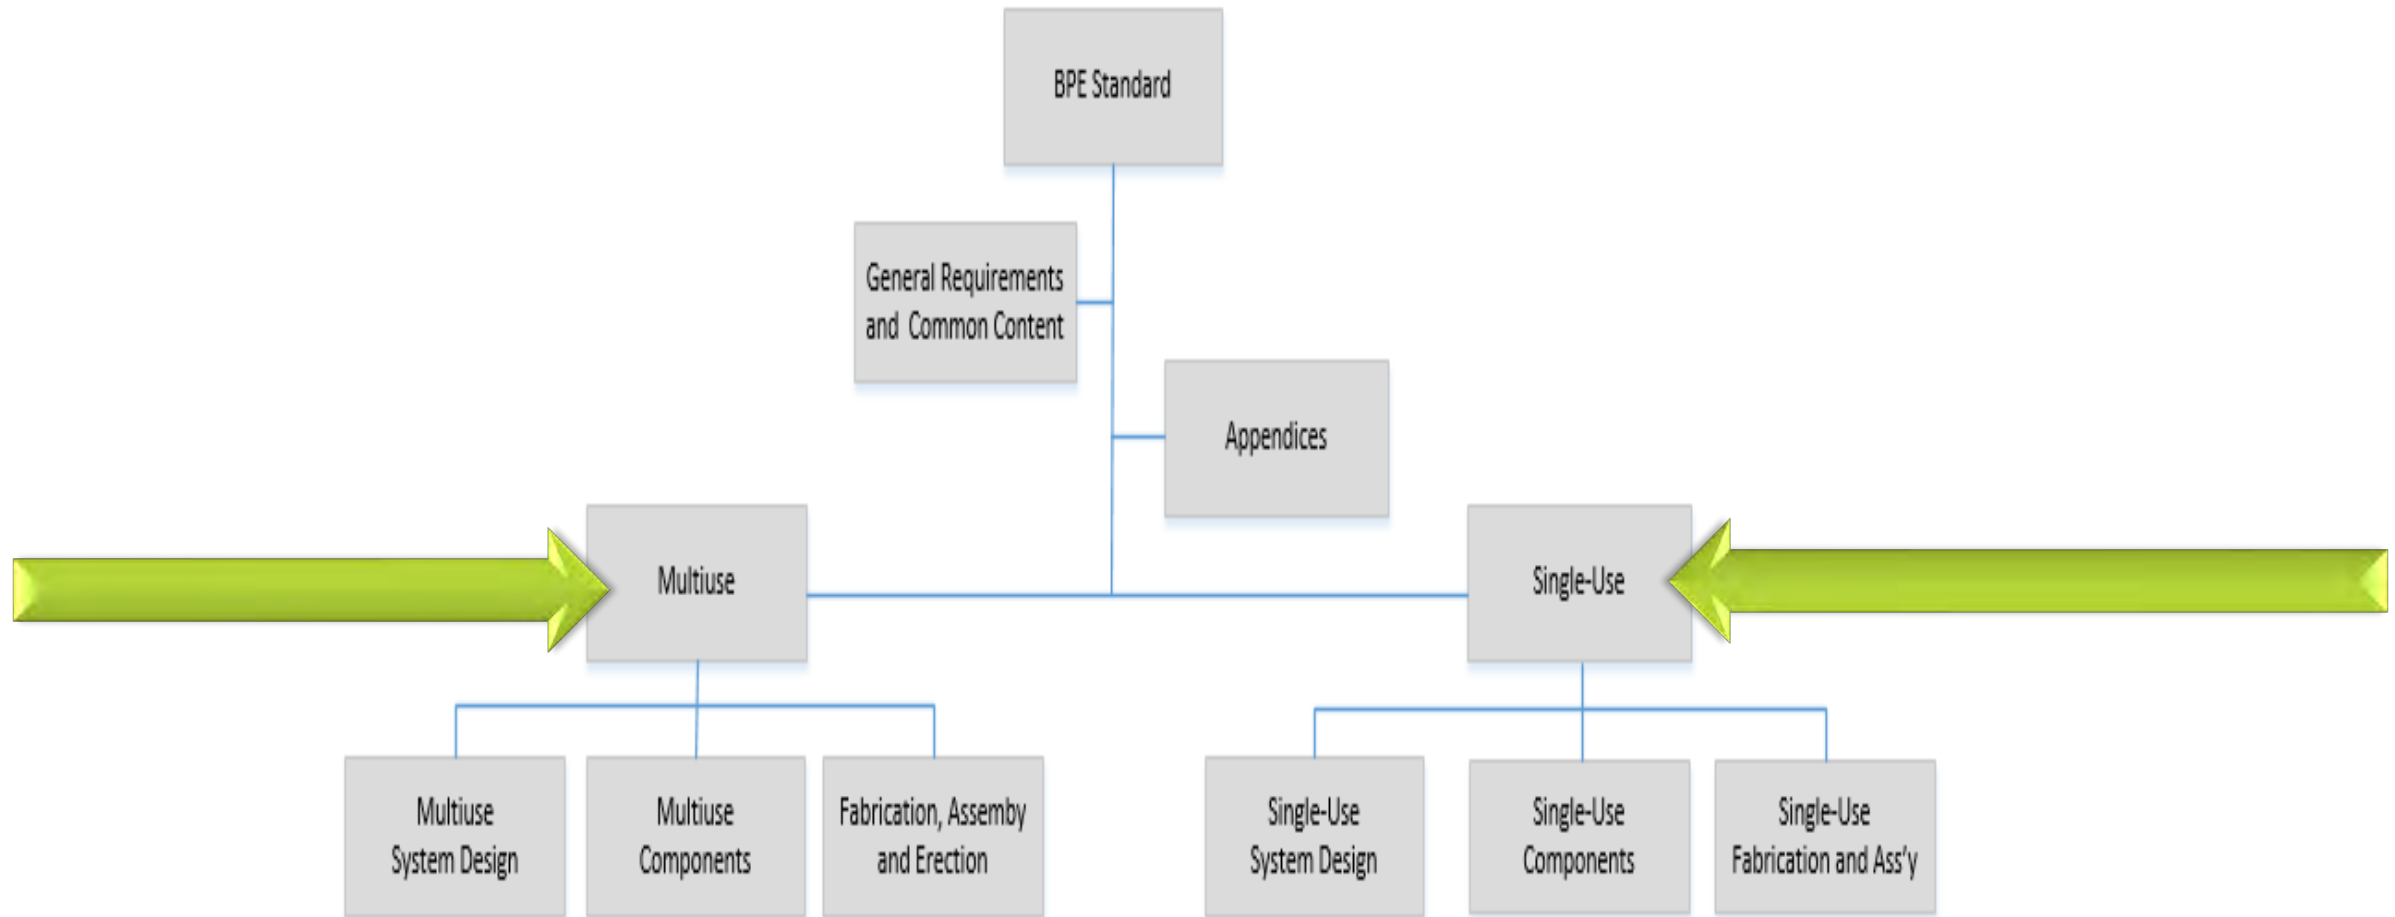 BPE Standard
General Requirements
and Common Content
Appendices
Multiuse
Single-Use
Multiuse
System Design
Multiuse
Components
Fabrication, Assemby
and Erection
Single-Use
System Design
Single-Use
Components
Single-Use
Fabrication and Ass'y